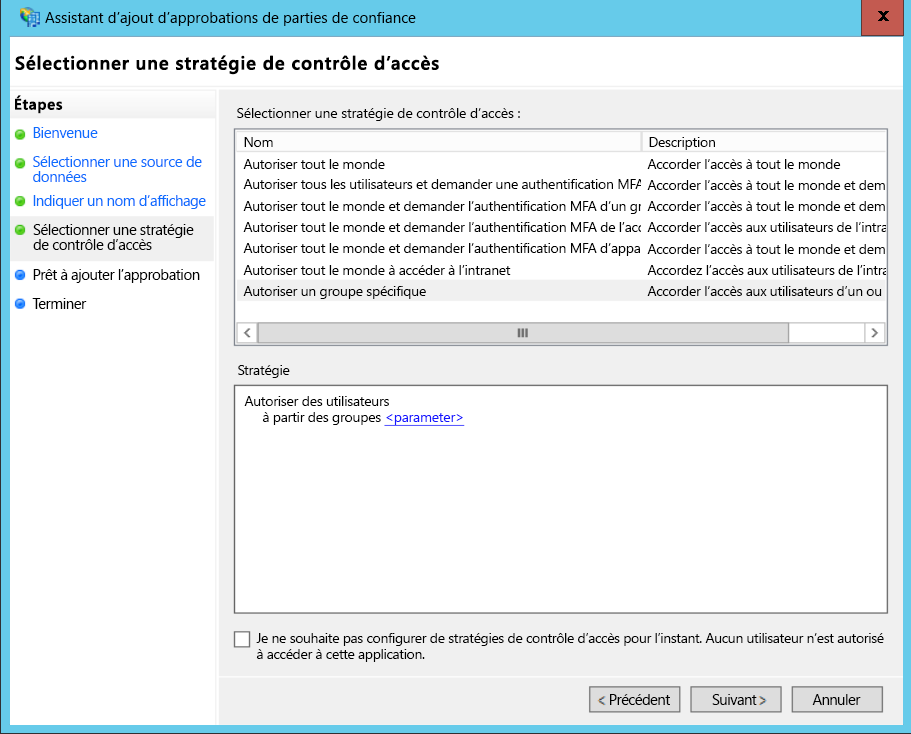 Assistant d'ajout d'approbations de parties de confiance
x
Sélectionner une stratégie de contrôle d'accès
Étapes
Bienvenue
Sélectionner une source de
données
Indiquer un nom d'affichage
Sélectionner une stratégie
de contrôle d'accès
Prêt à ajouter l'approbation
Terminer
Sélectionner une stratégie de contrôle d'accès :
Nom Description
Autoriser tout le monde Accorder l'accès à tout le monde
Autoriser tous les utilisateurs et demander une authentification MFA Accorder l'accès à tout le monde et dem
Autoriser tout le monde et demander l'authentification MFA d'un gr Accorder l'accès à tout le monde et dem
Autoriser tout le monde et demander l'authentification MFA de l'acc Accorder l'accès aux utilisateurs de l'intra
Autoriser tout le monde et demander l'authentification MFA d'appa Accorder l'accès à tout le monde et dem
Autoriser tout le monde à accéder à l'intranet Accordez l'accès aux utilisateurs de l'intra
Autoriser un groupe spécifique Accorder l'accès aux utilisateurs d'un ou
Stratégie
Autoriser des utilisateurs
à partir des groupes <parameter>
Je ne souhaite pas configurer de stratégies de contrôle d'accès pour l'instant. Aucun utilisateur n'est autorisé
à accéder à cette application.
< Précédent Suivant > Annuler